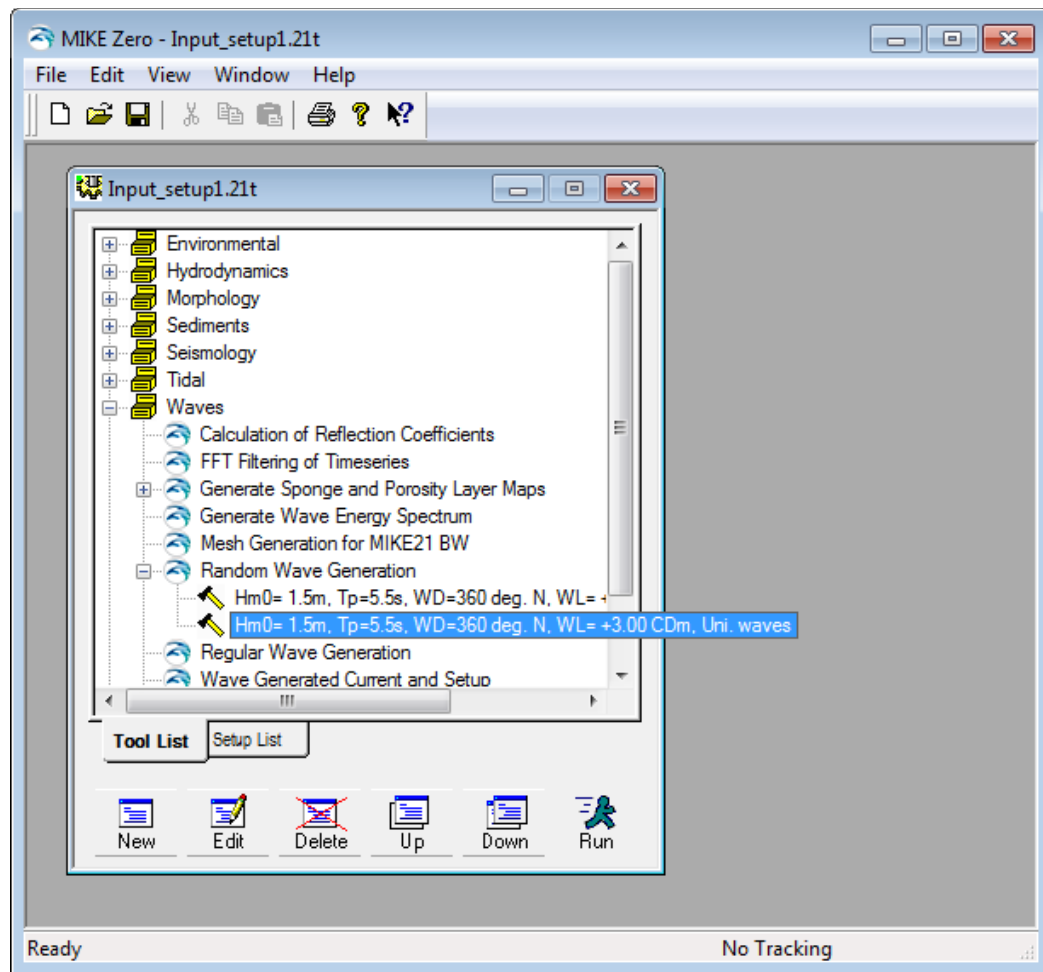 MIKE Zero - Input_setup1.21t
File Edit View Window Help
Input_setup1.21t
Environmental
Hydrodynamics
Morphology
Sediments
Seismology
Tidal
Waves
Calculation of Reflection Coefficients
FFT Filtering of Timeseries
Generate Sponge and Porosity Layer Maps
Generate Wave Energy Spectrum
Mesh Generation for MIKE21 BW
Random Wave Generation
Hm0= 1.5m, Tp=5.5s, WD=360 deg. N, WL= +
Hm0= 1.5m, Tp=5.5s, WD=360 deg. N, WL= +3.00 CDm, Uni. waves
Regular Wave Generation
Wave Generated Current and Setup
Tool List Setup List
New Edit Delete Up Down Run
Ready No Tracking